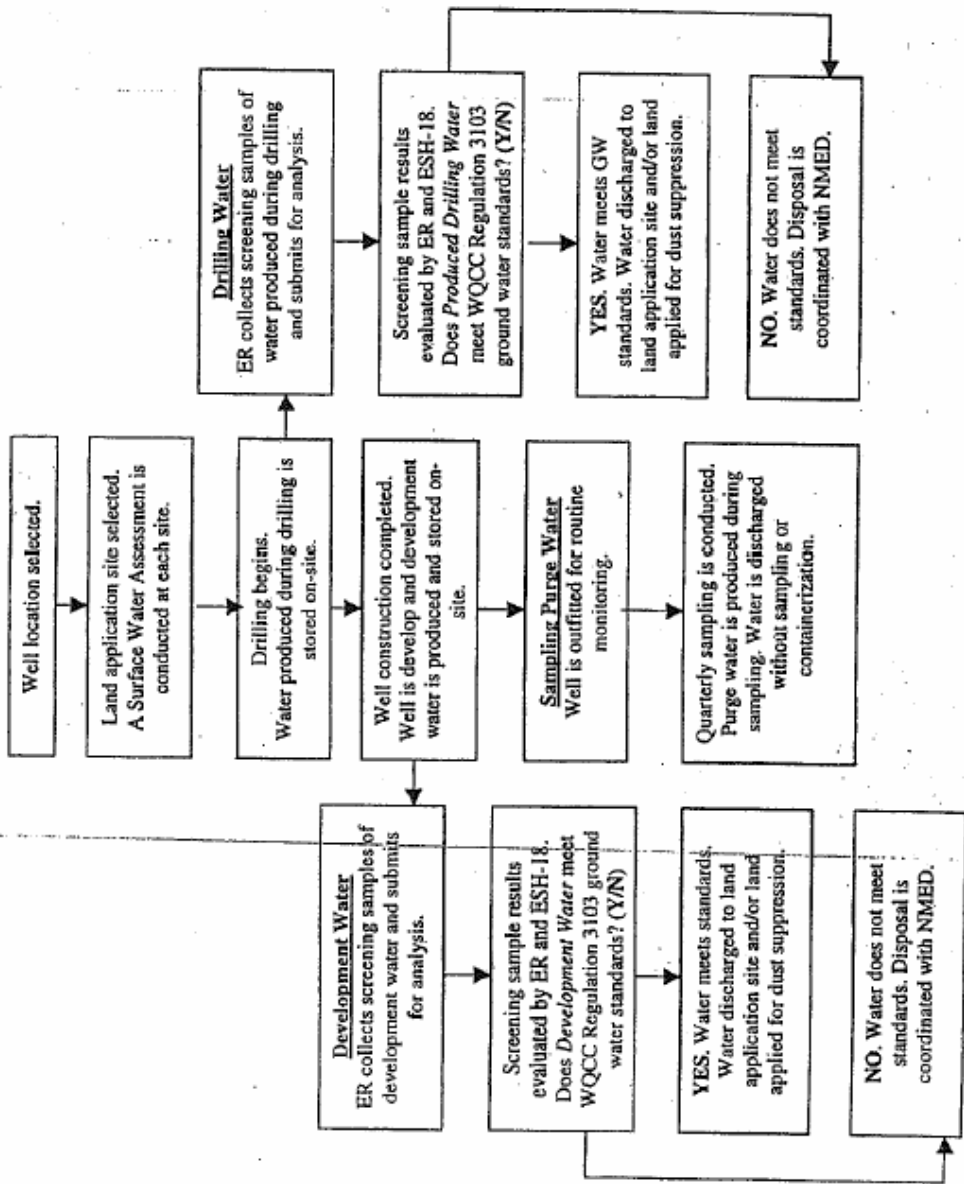 Well location selected.
Land application site selected.
A Surface Water Assessment is
conducted at each site.
Drilling begins.
Water produced during drilling is
stored on-site.
Well construction completed.
Well is develop and development
water is produced and stored on-
site.
Sampling Purge Water
Well is outfitted for routine
monitoring.
Quarterly sampling is conducted.
Purge water is produced during
sampling. Water is discharged
without sampling or
containerization.
Drilling Water
ER collects screening samples of
water produced during drilling
and submits for analysis.
Screening sample results
evaluated by ER and ESH-18.
Does Produced Drilling Water
meet WQCC Regulation 3103
ground water standards? (Y/N)
YES. Water meets GW
standards. Water discharged to
land application site and/or land
applied for dust suppression.
NO. Water does not meet
standards. Disposal is
coordinated with NMED.
Development Water
ER collects screening samples of
development water and submits
for analysis.
Screening sample results
evaluated by ER and ESH-18.
Does Development Water meet
WQCC Regulation 3103 ground
water standards? (Y/N)
YES. Water meets standards.
Water discharged to land
application site and/or land
applied for dust suppression.
NO. Water does not meet
standards. Disposal is
coordinated with NMED.